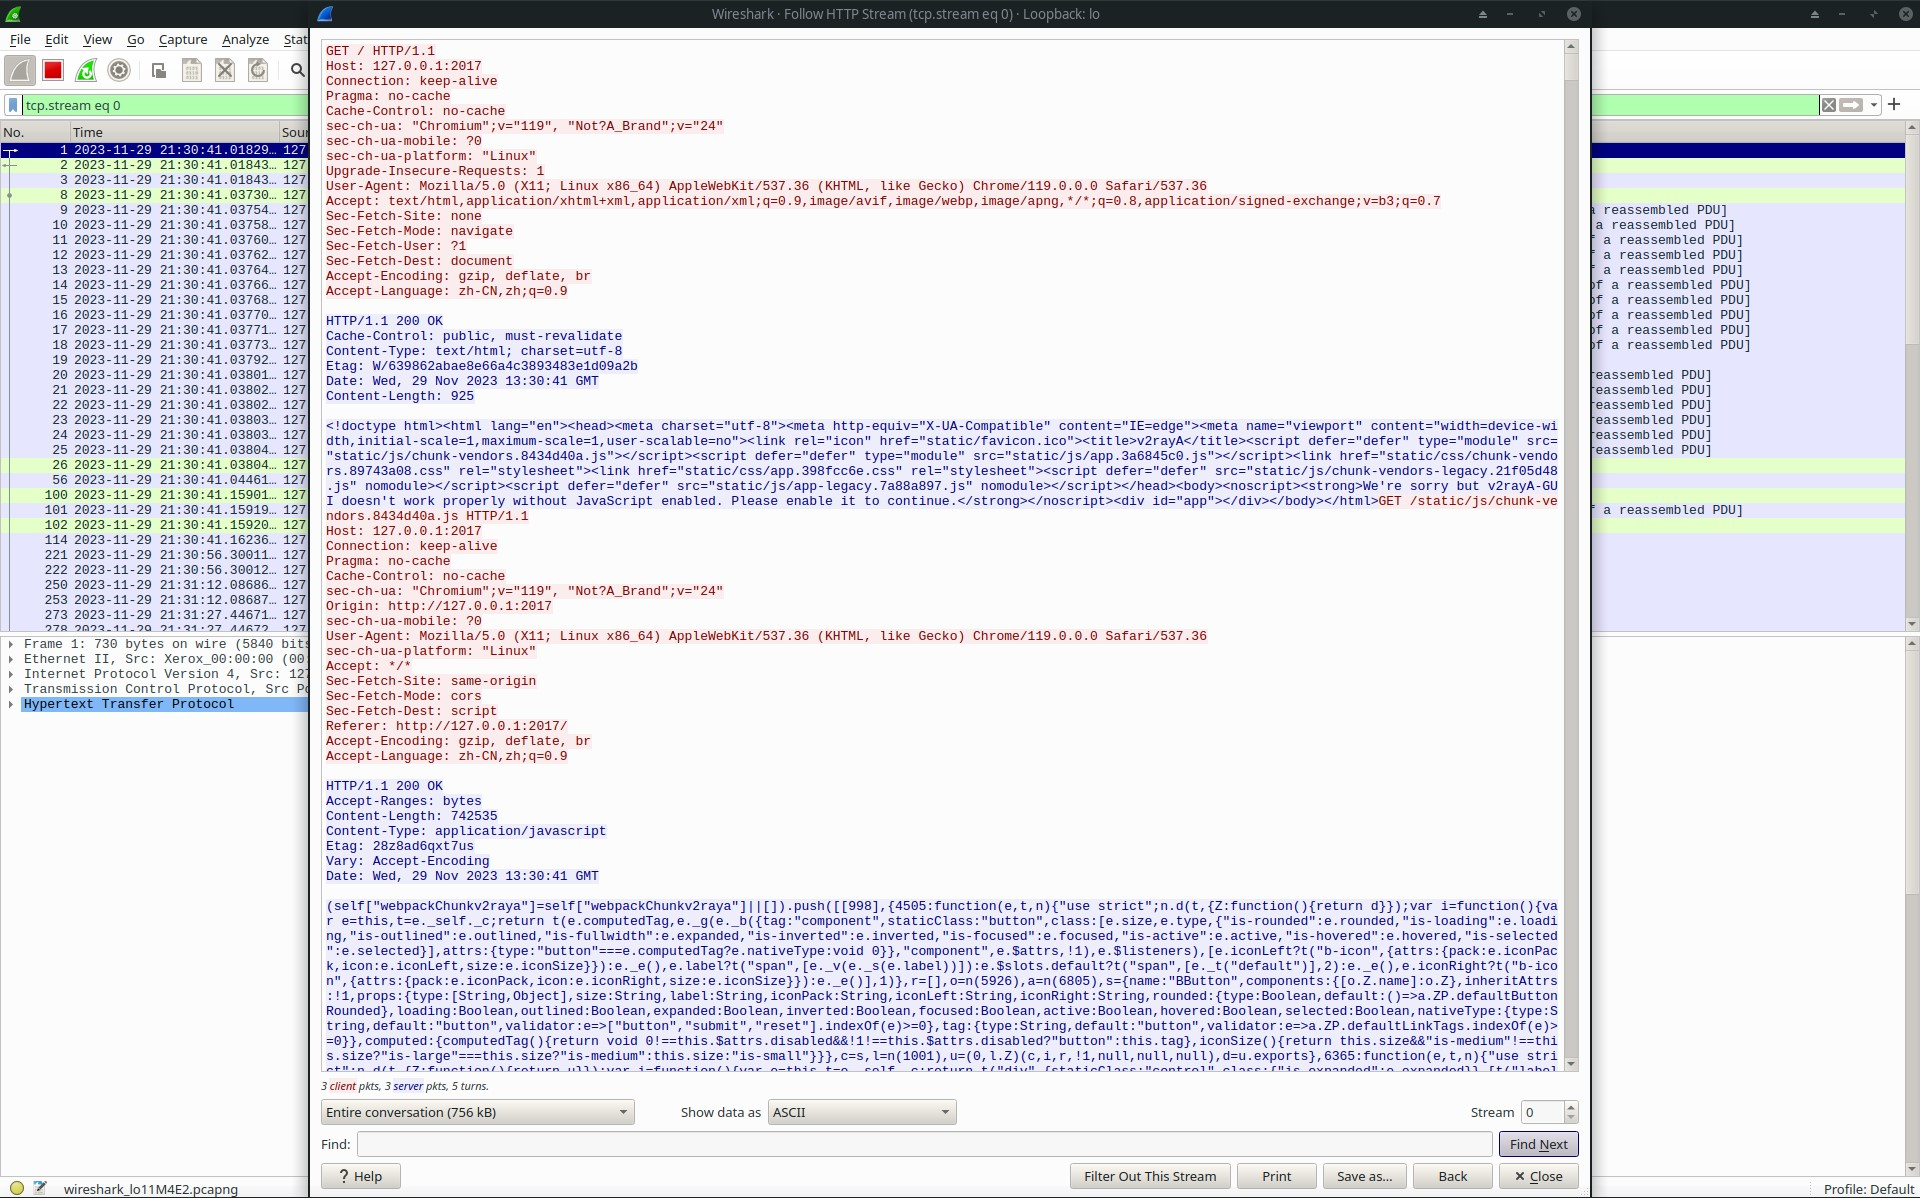 Wireshark · Follow HTTP Stream (tcp.stream eq 0) · Loopback: lo
File Edit View Go Capture Analyze Stat
tcp.stream eq 0
No. Time Sour
1 2023-11-29 21:30:41.01829… 127
2 2023-11-29 21:30:41.01843… 127
3 2023-11-29 21:30:41.01843… 127
8 2023-11-29 21:30:41.03730… 127
9 2023-11-29 21:30:41.03754… 127
10 2023-11-29 21:30:41.03758… 127
11 2023-11-29 21:30:41.03760… 127
12 2023-11-29 21:30:41.03762… 127
13 2023-11-29 21:30:41.03764… 127
14 2023-11-29 21:30:41.03766… 127
15 2023-11-29 21:30:41.03768… 127
16 2023-11-29 21:30:41.03770… 127
17 2023-11-29 21:30:41.03771… 127
18 2023-11-29 21:30:41.03773… 127
19 2023-11-29 21:30:41.03792… 127
20 2023-11-29 21:30:41.03801… 127
21 2023-11-29 21:30:41.03802… 127
22 2023-11-29 21:30:41.03802… 127
23 2023-11-29 21:30:41.03803… 127
24 2023-11-29 21:30:41.03803… 127
25 2023-11-29 21:30:41.03804… 127
26 2023-11-29 21:30:41.03804… 127
56 2023-11-29 21:30:41.04461… 127
100 2023-11-29 21:30:41.15901… 127
101 2023-11-29 21:30:41.15919… 127
102 2023-11-29 21:30:41.15920… 127
114 2023-11-29 21:30:41.16236… 127
221 2023-11-29 21:30:56.30011… 127
222 2023-11-29 21:30:56.30012… 127
250 2023-11-29 21:31:12.08686… 127
253 2023-11-29 21:31:12.08687… 127
273 2023-11-29 21:31:27.44671… 127
278 2023-11-29 21:31:27.44672… 127
Frame 1: 730 bytes on wire (5840 bits
Ethernet II, Src: Xerox_00:00:00 (00:
Internet Protocol Version 4, Src: 127
Transmission Control Protocol, Src Po
Hypertext Transfer Protocol
GET / HTTP/1.1
Host: 127.0.0.1:2017
Connection: keep-alive
Pragma: no-cache
Cache-Control: no-cache
sec-ch-ua: "Chromium";v="119", "Not?A_Brand";v="24"
sec-ch-ua-mobile: ?0
sec-ch-ua-platform: "Linux"
Upgrade-Insecure-Requests: 1
User-Agent: Mozilla/5.0 (X11; Linux x86_64) AppleWebKit/537.36 (KHTML, like Gecko) Chrome/119.0.0.0 Safari/537.36
Accept: text/html,application/xhtml+xml,application/xml;q=0.9,image/avif,image/webp,image/apng,*/*;q=0.8,application/signed-exchange;v=b3;q=0.7
Sec-Fetch-Site: none
Sec-Fetch-Mode: navigate
Sec-Fetch-User: ?1
Sec-Fetch-Dest: document
Accept-Encoding: gzip, deflate, br
Accept-Language: zh-CN,zh;q=0.9
HTTP/1.1 200 OK
Cache-Control: public, must-revalidate
Content-Type: text/html; charset=utf-8
Etag: W/639862abae8e66a4c3893483e1d09a2b
Date: Wed, 29 Nov 2023 13:30:41 GMT
Content-Length: 925
<!doctype html><html lang="en"><head><meta charset="utf-8"><meta http-equiv="X-UA-Compatible" content="IE=edge"><meta name="viewport" content="width=device-wi
dth,initial-scale=1,maximum-scale=1,user-scalable=no"><link rel="icon" href="static/favicon.ico"><title>v2rayA</title><script defer="defer" type="module" src=
"static/js/chunk-vendors.8434d40a.js"></script><script defer="defer" type="module" src="static/js/app.3a6845c0.js"></script><link href="static/css/chunk-vendo
rs.89743a08.css" rel="stylesheet"><link href="static/css/app.398fcc6e.css" rel="stylesheet"><script defer="defer" src="static/js/chunk-vendors-legacy.21f05d48
.js" nomodule></script><script defer="defer" src="static/js/app-legacy.7a88a897.js" nomodule></script></head><body><noscript><strong>We're sorry but v2rayA-GU
I doesn't work properly without JavaScript enabled. Please enable it to continue.</strong></noscript><div id="app"></div></body></html>GET /static/js/chunk-ve
ndors.8434d40a.js HTTP/1.1
Host: 127.0.0.1:2017
Connection: keep-alive
Pragma: no-cache
Cache-Control: no-cache
sec-ch-ua: "Chromium";v="119", "Not?A_Brand";v="24"
Origin: http://127.0.0.1:2017
sec-ch-ua-mobile: ?0
User-Agent: Mozilla/5.0 (X11; Linux x86_64) AppleWebKit/537.36 (KHTML, like Gecko) Chrome/119.0.0.0 Safari/537.36
sec-ch-ua-platform: "Linux"
Accept: */*
Sec-Fetch-Site: same-origin
Sec-Fetch-Mode: cors
Sec-Fetch-Dest: script
Referer: http://127.0.0.1:2017/
Accept-Encoding: gzip, deflate, br
Accept-Language: zh-CN,zh;q=0.9
HTTP/1.1 200 OK
Accept-Ranges: bytes
Content-Length: 742535
Content-Type: application/javascript
Etag: 28z8ad6qxt7us
Vary: Accept-Encoding
Date: Wed, 29 Nov 2023 13:30:41 GMT
(self["webpackChunkv2raya"]=self["webpackChunkv2raya"]||[]).push([[998],{4505:function(e,t,n){"use strict";n.d(t,{Z:function(){return d}});var i=function(){va
r e=this,t=e._self._c;return t(e.computedTag,e._g(e._b({tag:"component",staticClass:"button",class:[e.size,e.type,{"is-rounded":e.rounded,"is-loading":e.loadi
ng,"is-outlined":e.outlined,"is-fullwidth":e.expanded,"is-inverted":e.inverted,"is-focused":e.focused,"is-active":e.active,"is-hovered":e.hovered,"is-selected
":e.selected}],attrs:{type:"button"===e.computedTag?e.nativeType:void 0}},"component",e.$attrs,!1),e.$listeners),[e.iconLeft?t("b-icon",{attrs:{pack:e.iconPac
k,icon:e.iconLeft,size:e.iconSize}}):e._e(),e.label?t("span",[e._v(e._s(e.label))]):e.$slots.default?t("span",[e._t("default")],2):e._e(),e.iconRight?t("b-ico
n",{attrs:{pack:e.iconPack,icon:e.iconRight,size:e.iconSize}}):e._e()],1)},r=[],o=n(5926),a=n(6805),s={name:"BButton",components:{[o.Z.name]:o.Z},inheritAttrs
:!1,props:{type:[String,Object],size:String,label:String,iconPack:String,iconLeft:String,iconRight:String,rounded:{type:Boolean,default:()=>a.ZP.defaultButton
Rounded},loading:Boolean,outlined:Boolean,expanded:Boolean,inverted:Boolean,focused:Boolean,active:Boolean,hovered:Boolean,selected:Boolean,nativeType:{type:S
tring,default:"button",validator:e=>["button","submit","reset"].indexOf(e)>=0},tag:{type:String,default:"button",validator:e=>a.ZP.defaultLinkTags.indexOf(e)>
=0}},computed:{computedTag(){return void 0!==this.$attrs.disabled&&!1!==this.$attrs.disabled?"button":this.tag},iconSize(){return this.size&&"is-medium"!==thi
s.size?"is-large"===this.size?"is-medium":this.size:"is-small"}}},c=s,l=n(1001),u=(0,l.Z)(c,i,r,!1,null,null,null),d=u.exports},6365:function(e,t,n){"use stri
ct";n.d(t,{Z:function(){return u}});var i=function(){var e=this,t=e._self._c;return t("div",{staticClass:"control",class:{"is-expanded":e.expanded}},[t("label
a reassembled PDU]
a reassembled PDU]
f a reassembled PDU]
f a reassembled PDU]
f a reassembled PDU]
of a reassembled PDU]
of a reassembled PDU]
of a reassembled PDU]
of a reassembled PDU]
of a reassembled PDU]
reassembled PDU]
reassembled PDU]
reassembled PDU]
reassembled PDU]
reassembled PDU]
reassembled PDU]
f a reassembled PDU]
3 client pkts, 3 server pkts, 5 turns.
Entire conversation (756 kB) Show data as ASCII Stream 0
Find: Find Next
? Help Filter Out This Stream Print Save as… Back Close
wireshark_lo11M4E2.pcapng Profile: Default